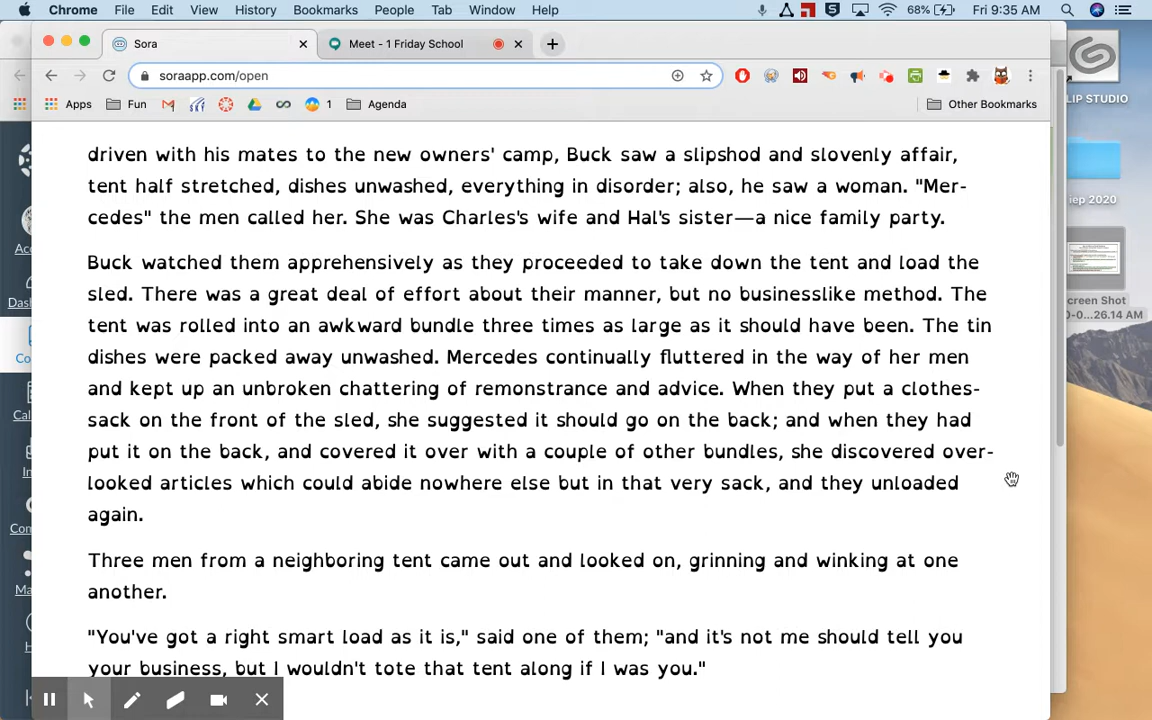 Chrome File Edit View History Bookmarks People Tab Window Help 68% Fri 9:35 AM
Sora Meet - 1 Friday School
soraapp.com/open
Apps Fun 1 Agenda Other Bookmarks
LIP STUDIO
driven with his mates to the new owners' camp, Buck saw a slipshod and slovenly affair,
tent half stretched, dishes unwashed, everything in disorder; also, he saw a woman. "Mer-
cedes" the men called her. She was Charles's wife and Hal's sister—a nice family party.
iep 2020
Buck watched them apprehensively as they proceeded to take down the tent and load the
sled. There was a great deal of effort about their manner, but no businesslike method. The
tent was rolled into an awkward bundle three times as large as it should have been. The tin
dishes were packed away unwashed. Mercedes continually fluttered in the way of her men
and kept up an unbroken chattering of remonstrance and advice. When they put a clothes-
sack on the front of the sled, she suggested it should go on the back; and when they had
put it on the back, and covered it over with a couple of other bundles, she discovered over-
looked articles which could abide nowhere else but in that very sack, and they unloaded
again.
creen Shot
0-0...26.14 AM
Three men from a neighboring tent came out and looked on, grinning and winking at one
another.
"You've got a right smart load as it is," said one of them; "and it's not me should tell you
your business, but I wouldn't tote that tent along if I was you."
Acc
Dash
Co
Cal
In
Com
Ma
H